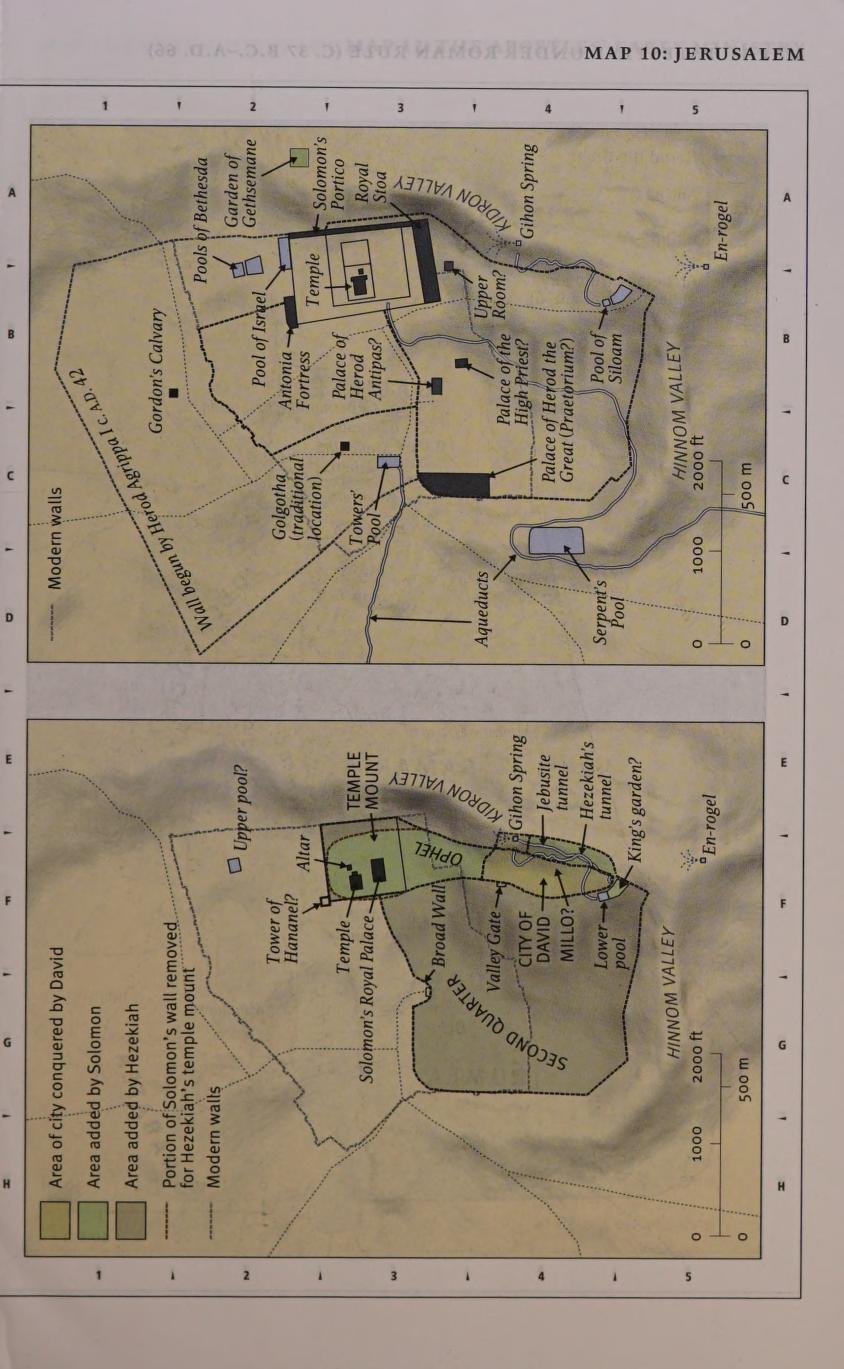 MAP 10: JERUSALEM
1
2
3
4
5
A
B
C
D
A
B
C
D
Pools of Bethesda
Garden of
Gethsemane
Solomon's
Portico
Royal
Stoa
KIDRON VALLEY
Gihon Spring
En-rogel
Gordon's Calvary
Pool of Israel
Antonia
Fortress
Temple
Palace of
Herod
Antipas?
Upper
Room?
Palace of the
High Priest?
Palace of Herod the
Great (Praetorium?)
Pool of
Siloam
HINNOM VALLEY
Wall begun by Herod Agrippa I c. A.D. 42
Golgotha
(traditional
location)
Towers'
Pool
Aqueducts
Serpent's
Pool
Modern walls
0
1000
2000 ft
0
500 m
E
F
G
H
E
F
G
H
Upper pool?
TEMPLE
MOUNT
KIDRON VALLEY
Gihon Spring
Jebusite
tunnel
Hezekiah's
tunnel
King's garden?
En-rogel
Tower of
Hananel?
Altar
Temple
Solomon's Royal Palace
OPHEL
Broad Wall
Valley Gate
CITY OF
DAVID
MILLO?
Lower
pool
SECOND QUARTER
HINNOM VALLEY
Area of city conquered by David
Area added by Solomon
Area added by Hezekiah
Portion of Solomon's wall removed
for Hezekiah's temple mount
Modern walls
0
1000
2000 ft
0
500 m
1
2
3
4
5